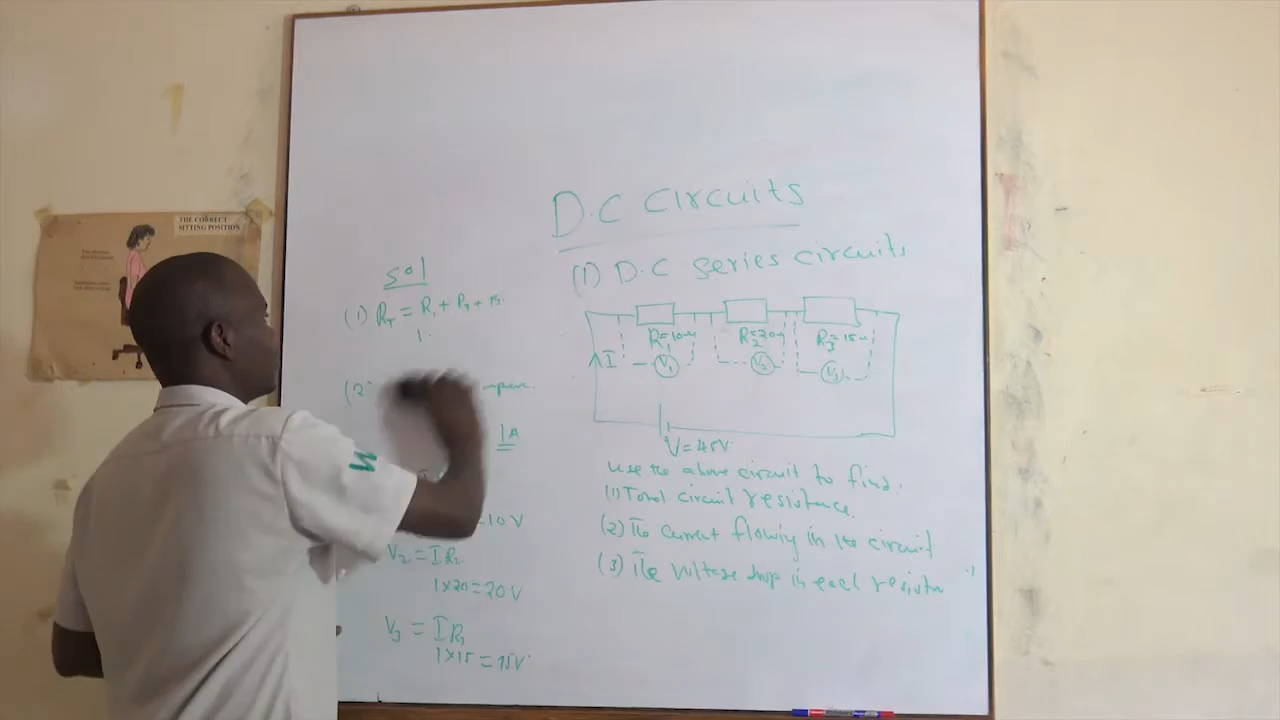 THE CORRECT
SITTING POSITION
D.C Circuits
(1) D.C series circuits
R1=10Ω
R2=20Ω
R3=15Ω
I
V1
V2
V3
V=45V
Use the above circuit to find.
(1) Total circuit resistance.
(2) The current flowing in the circuit
(3) The voltage drop in each resistor
Sol
(1) RT = R1 + R2 + R3.
(2)
1A
=10V
V2 = IR2
1×20=20V
V3 = IR3
1×15=15V
W